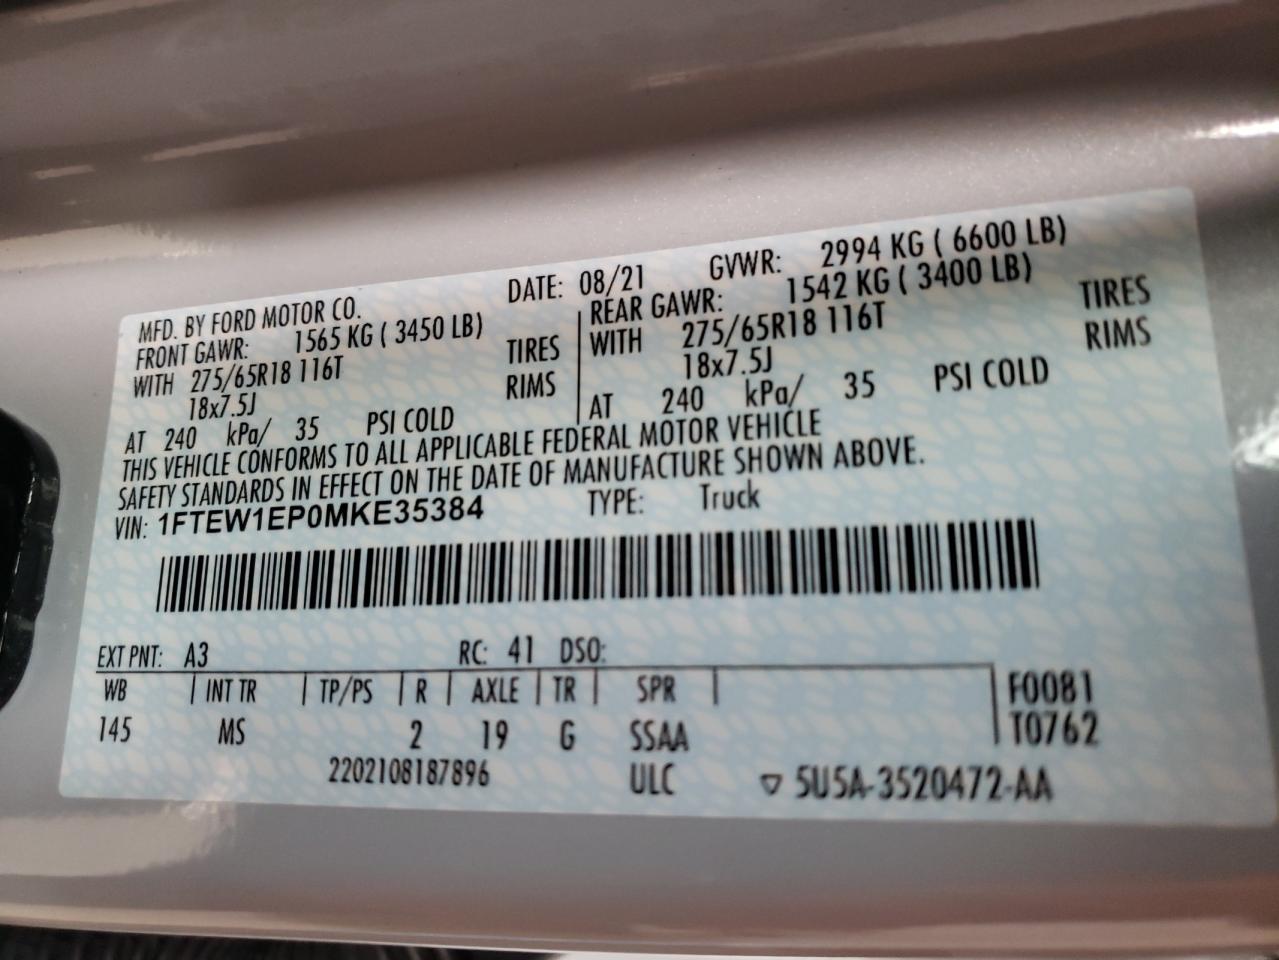 MFD. BY FORD MOTOR CO.
DATE: 08/21 GVWR: 2994 KG ( 6600 LB)
FRONT GAWR: 1565 KG ( 3450 LB)
WITH 275/65R18 116T TIRES
18x7.5J RIMS
AT 240 kPa/ 35 PSI COLD
REAR GAWR: 1542 KG ( 3400 LB)
WITH 275/65R18 116T TIRES
18x7.5J RIMS
AT 240 kPa/ 35 PSI COLD
THIS VEHICLE CONFORMS TO ALL APPLICABLE FEDERAL MOTOR VEHICLE
SAFETY STANDARDS IN EFFECT ON THE DATE OF MANUFACTURE SHOWN ABOVE.
VIN: 1FTEW1EP0MKE35384 TYPE: Truck
EXT PNT: A3 RC: 41 DSO:
WB INT TR TP/PS R AXLE TR SPR F0081
145 MS 2 19 G SSAA T0762
2202108187896 ULC ▽ 5U5A-3520472-AA